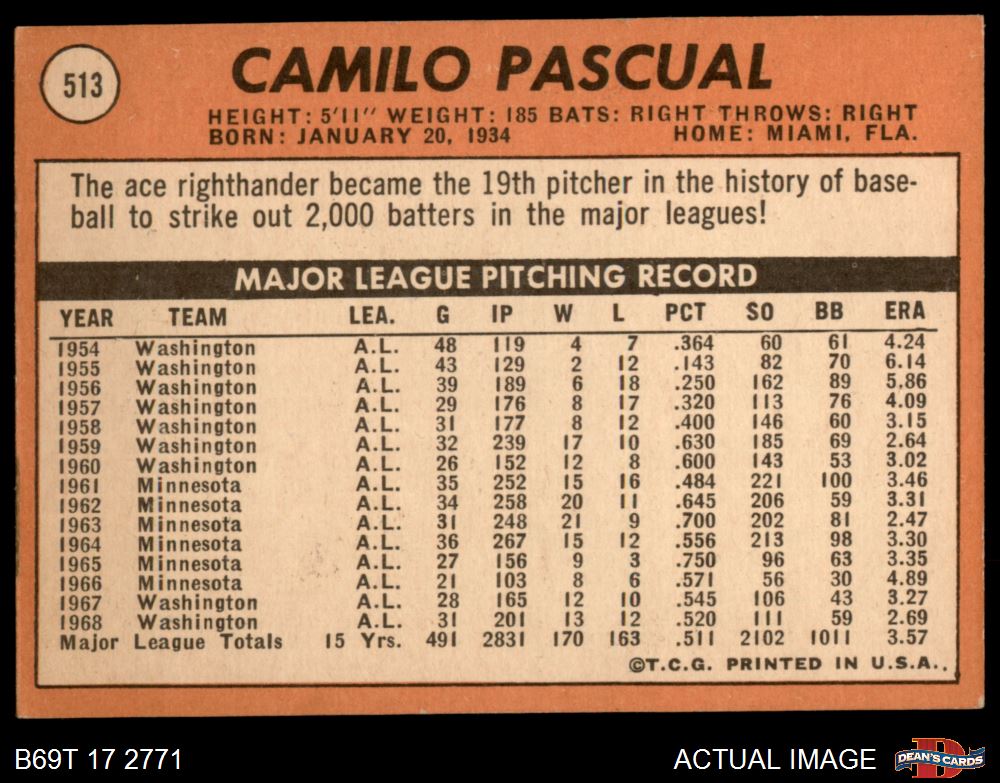 513
CAMILO PASCUAL
HEIGHT: 5'11" WEIGHT: 185 BATS: RIGHT THROWS: RIGHT
BORN: JANUARY 20, 1934 HOME: MIAMI, FLA.
The ace righthander became the 19th pitcher in the history of base-
ball to strike out 2,000 batters in the major leagues!
MAJOR LEAGUE PITCHING RECORD
YEAR TEAM LEA. G IP W L PCT SO BB ERA
1954 Washington A.L. 48 119 4 7 .364 60 61 4.24
1955 Washington A.L. 43 129 2 12 .143 82 70 6.14
1956 Washington A.L. 39 189 6 18 .250 162 89 5.86
1957 Washington A.L. 29 176 8 17 .320 113 76 4.09
1958 Washington A.L. 31 177 8 12 .400 146 60 3.15
1959 Washington A.L. 32 239 17 10 .630 185 69 2.64
1960 Washington A.L. 26 152 12 8 .600 143 53 3.02
1961 Minnesota A.L. 35 252 15 16 .484 221 100 3.46
1962 Minnesota A.L. 34 258 20 11 .645 206 59 3.31
1963 Minnesota A.L. 31 248 21 9 .700 202 81 2.47
1964 Minnesota A.L. 36 267 15 12 .556 213 98 3.30
1965 Minnesota A.L. 27 156 9 3 .750 96 63 3.35
1966 Minnesota A.L. 21 103 8 6 .571 56 30 4.89
1967 Washington A.L. 28 165 12 10 .545 106 43 3.27
1968 Washington A.L. 31 201 13 12 .520 111 59 2.69
Major League Totals 15 Yrs. 491 2831 170 163 .511 2102 1011 3.57
©T.C.G. PRINTED IN U.S.A.
B69T 17 2771 ACTUAL IMAGE D DEAN'S CARDS